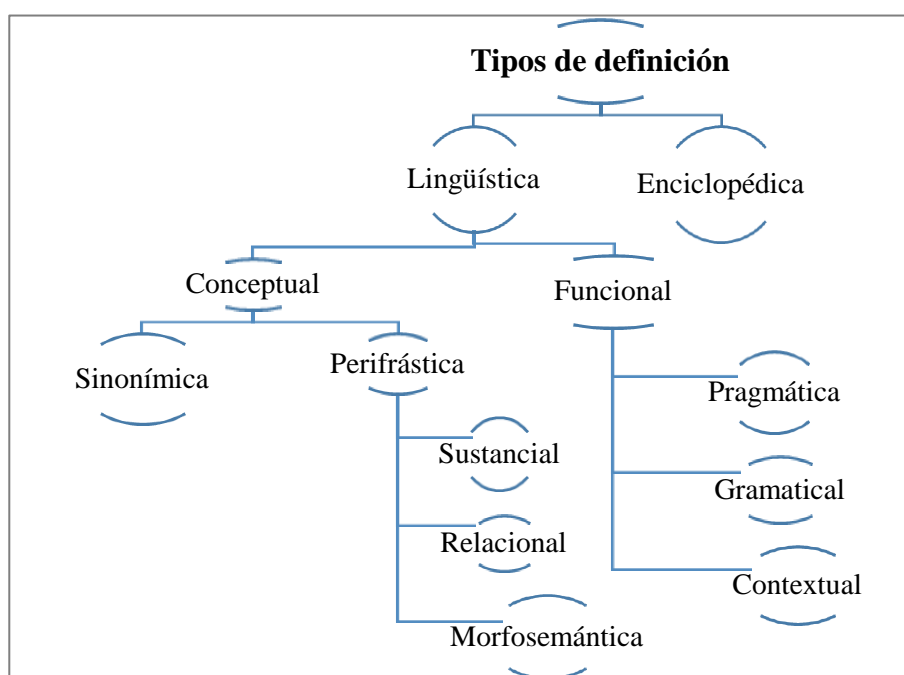 Tipos de definición
Lingüística
Enciclopédica
Conceptual
Funcional
Sinonímica
Perifrástica
Pragmática
Sustancial
Gramatical
Relacional
Contextual
Morfosemántica